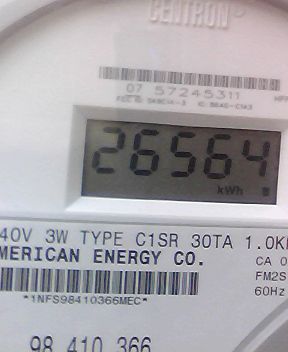 CENTRON
07 57245311
26564
kWh
40V 3W TYPE C1SR 30TA 1.0K
MERICAN ENERGY CO.
CA 0
FM2S
*1NFS98410366MEC*
60Hz
98 410 366